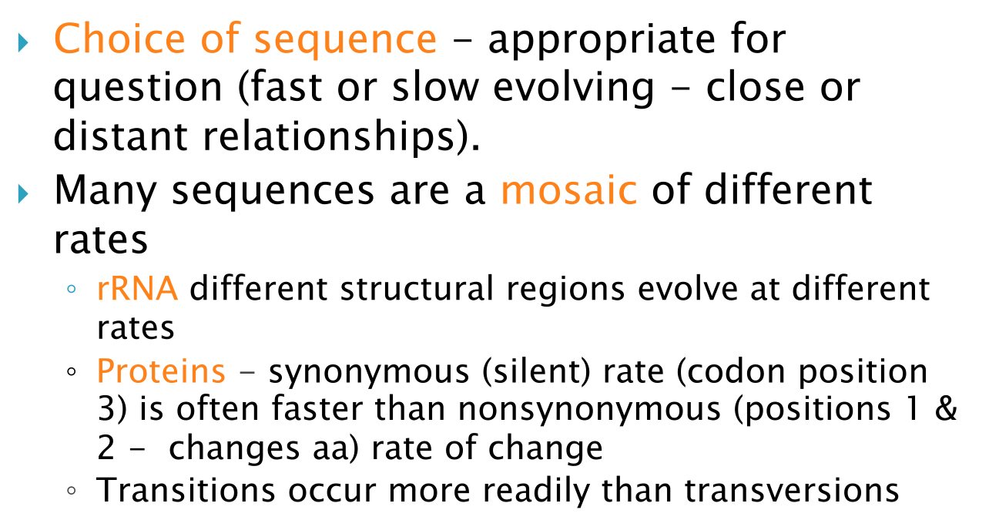 Choice of sequence – appropriate for
question (fast or slow evolving – close or
distant relationships).
Many sequences are a mosaic of different
rates
rRNA different structural regions evolve at different
rates
Proteins – synonymous (silent) rate (codon position
3) is often faster than nonsynonymous (positions 1 &
2 –  changes aa) rate of change
Transitions occur more readily than transversions